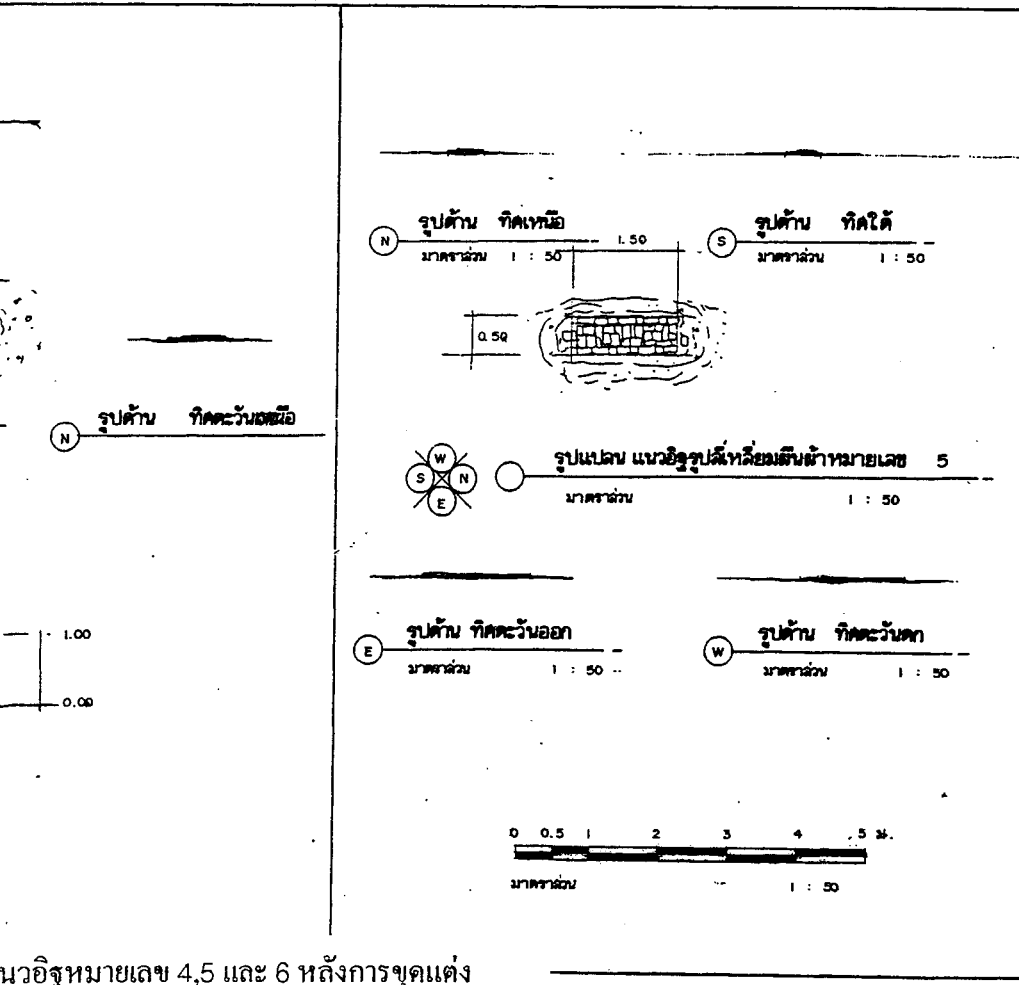 รูปด้าน ทิศเหนือ
N
มาตราส่วน 1 : 50
1.50
รูปด้าน ทิศใต้
S
มาตราส่วน 1 : 50
0.50
รูปด้าน ทิศตะวันเหนือ
N
W
S N
E
รูปแปลน แนวอิฐรูปสี่เหลี่ยมผืนผ้าหมายเลข 5
มาตราส่วน 1 : 50
1.00
0.00
รูปด้าน ทิศตะวันออก
E
มาตราส่วน 1 : 50
รูปด้าน ทิศตะวันตก
W
มาตราส่วน 1 : 50
0 0.5 1 2 3 4 5 ม.
มาตราส่วน 1 : 50
นวอิฐหมายเลข 4,5 และ 6 หลังการขุดแต่ง